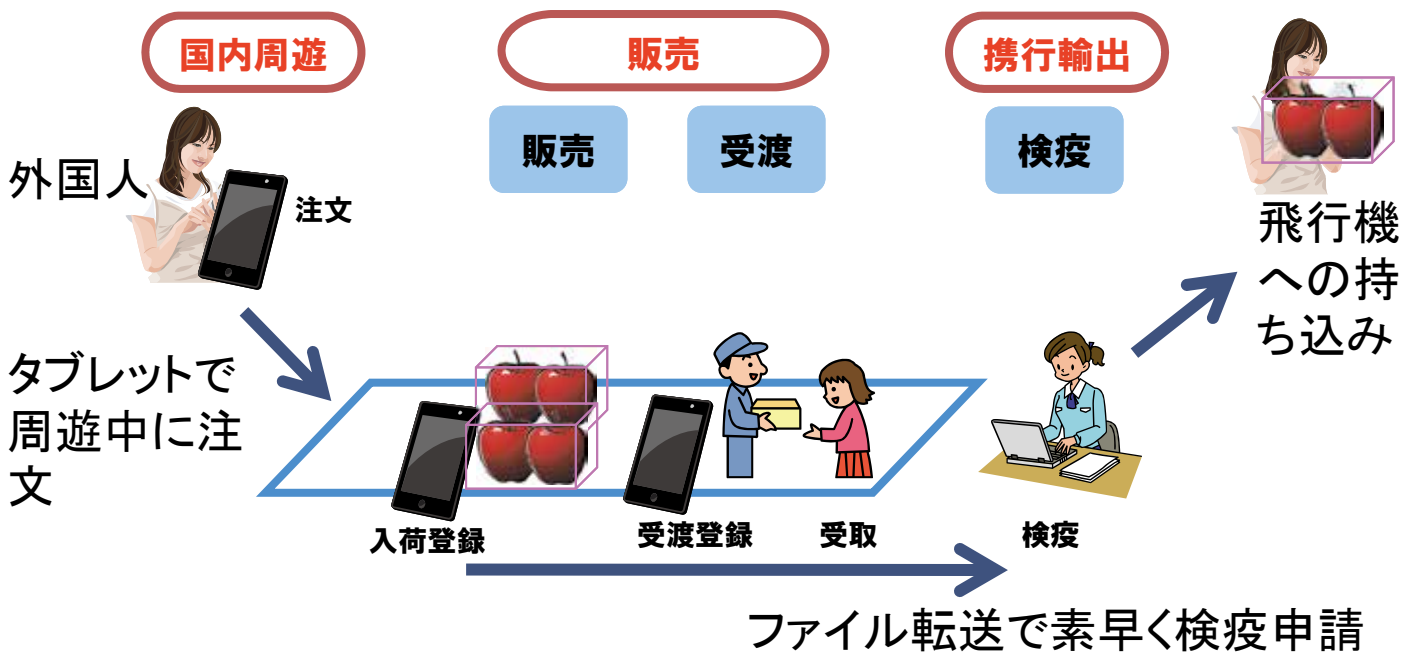 国内周遊
販売
携行輸出
販売
受渡
検疫
外国人
注文
飛行機
への持
ち込み
タブレットで
周遊中に注
文
入荷登録
受渡登録
受取
検疫
ファイル転送で素早く検疫申請